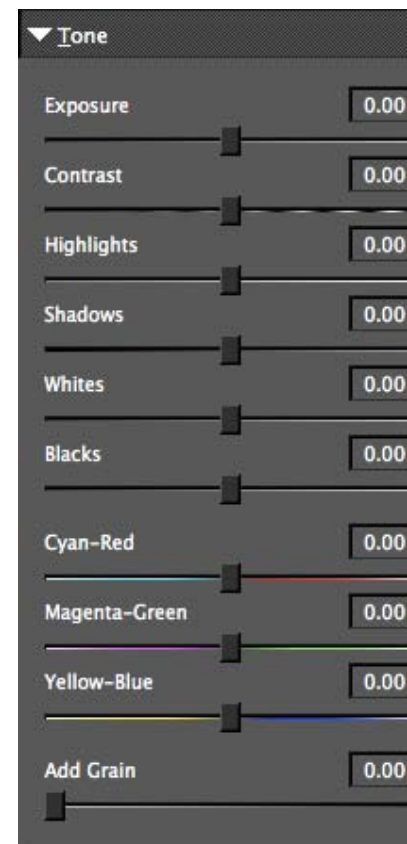 Tone
Exposure 0.00
Contrast 0.00
Highlights 0.00
Shadows 0.00
Whites 0.00
Blacks 0.00
Cyan-Red 0.00
Magenta-Green 0.00
Yellow-Blue 0.00
Add Grain 0.00